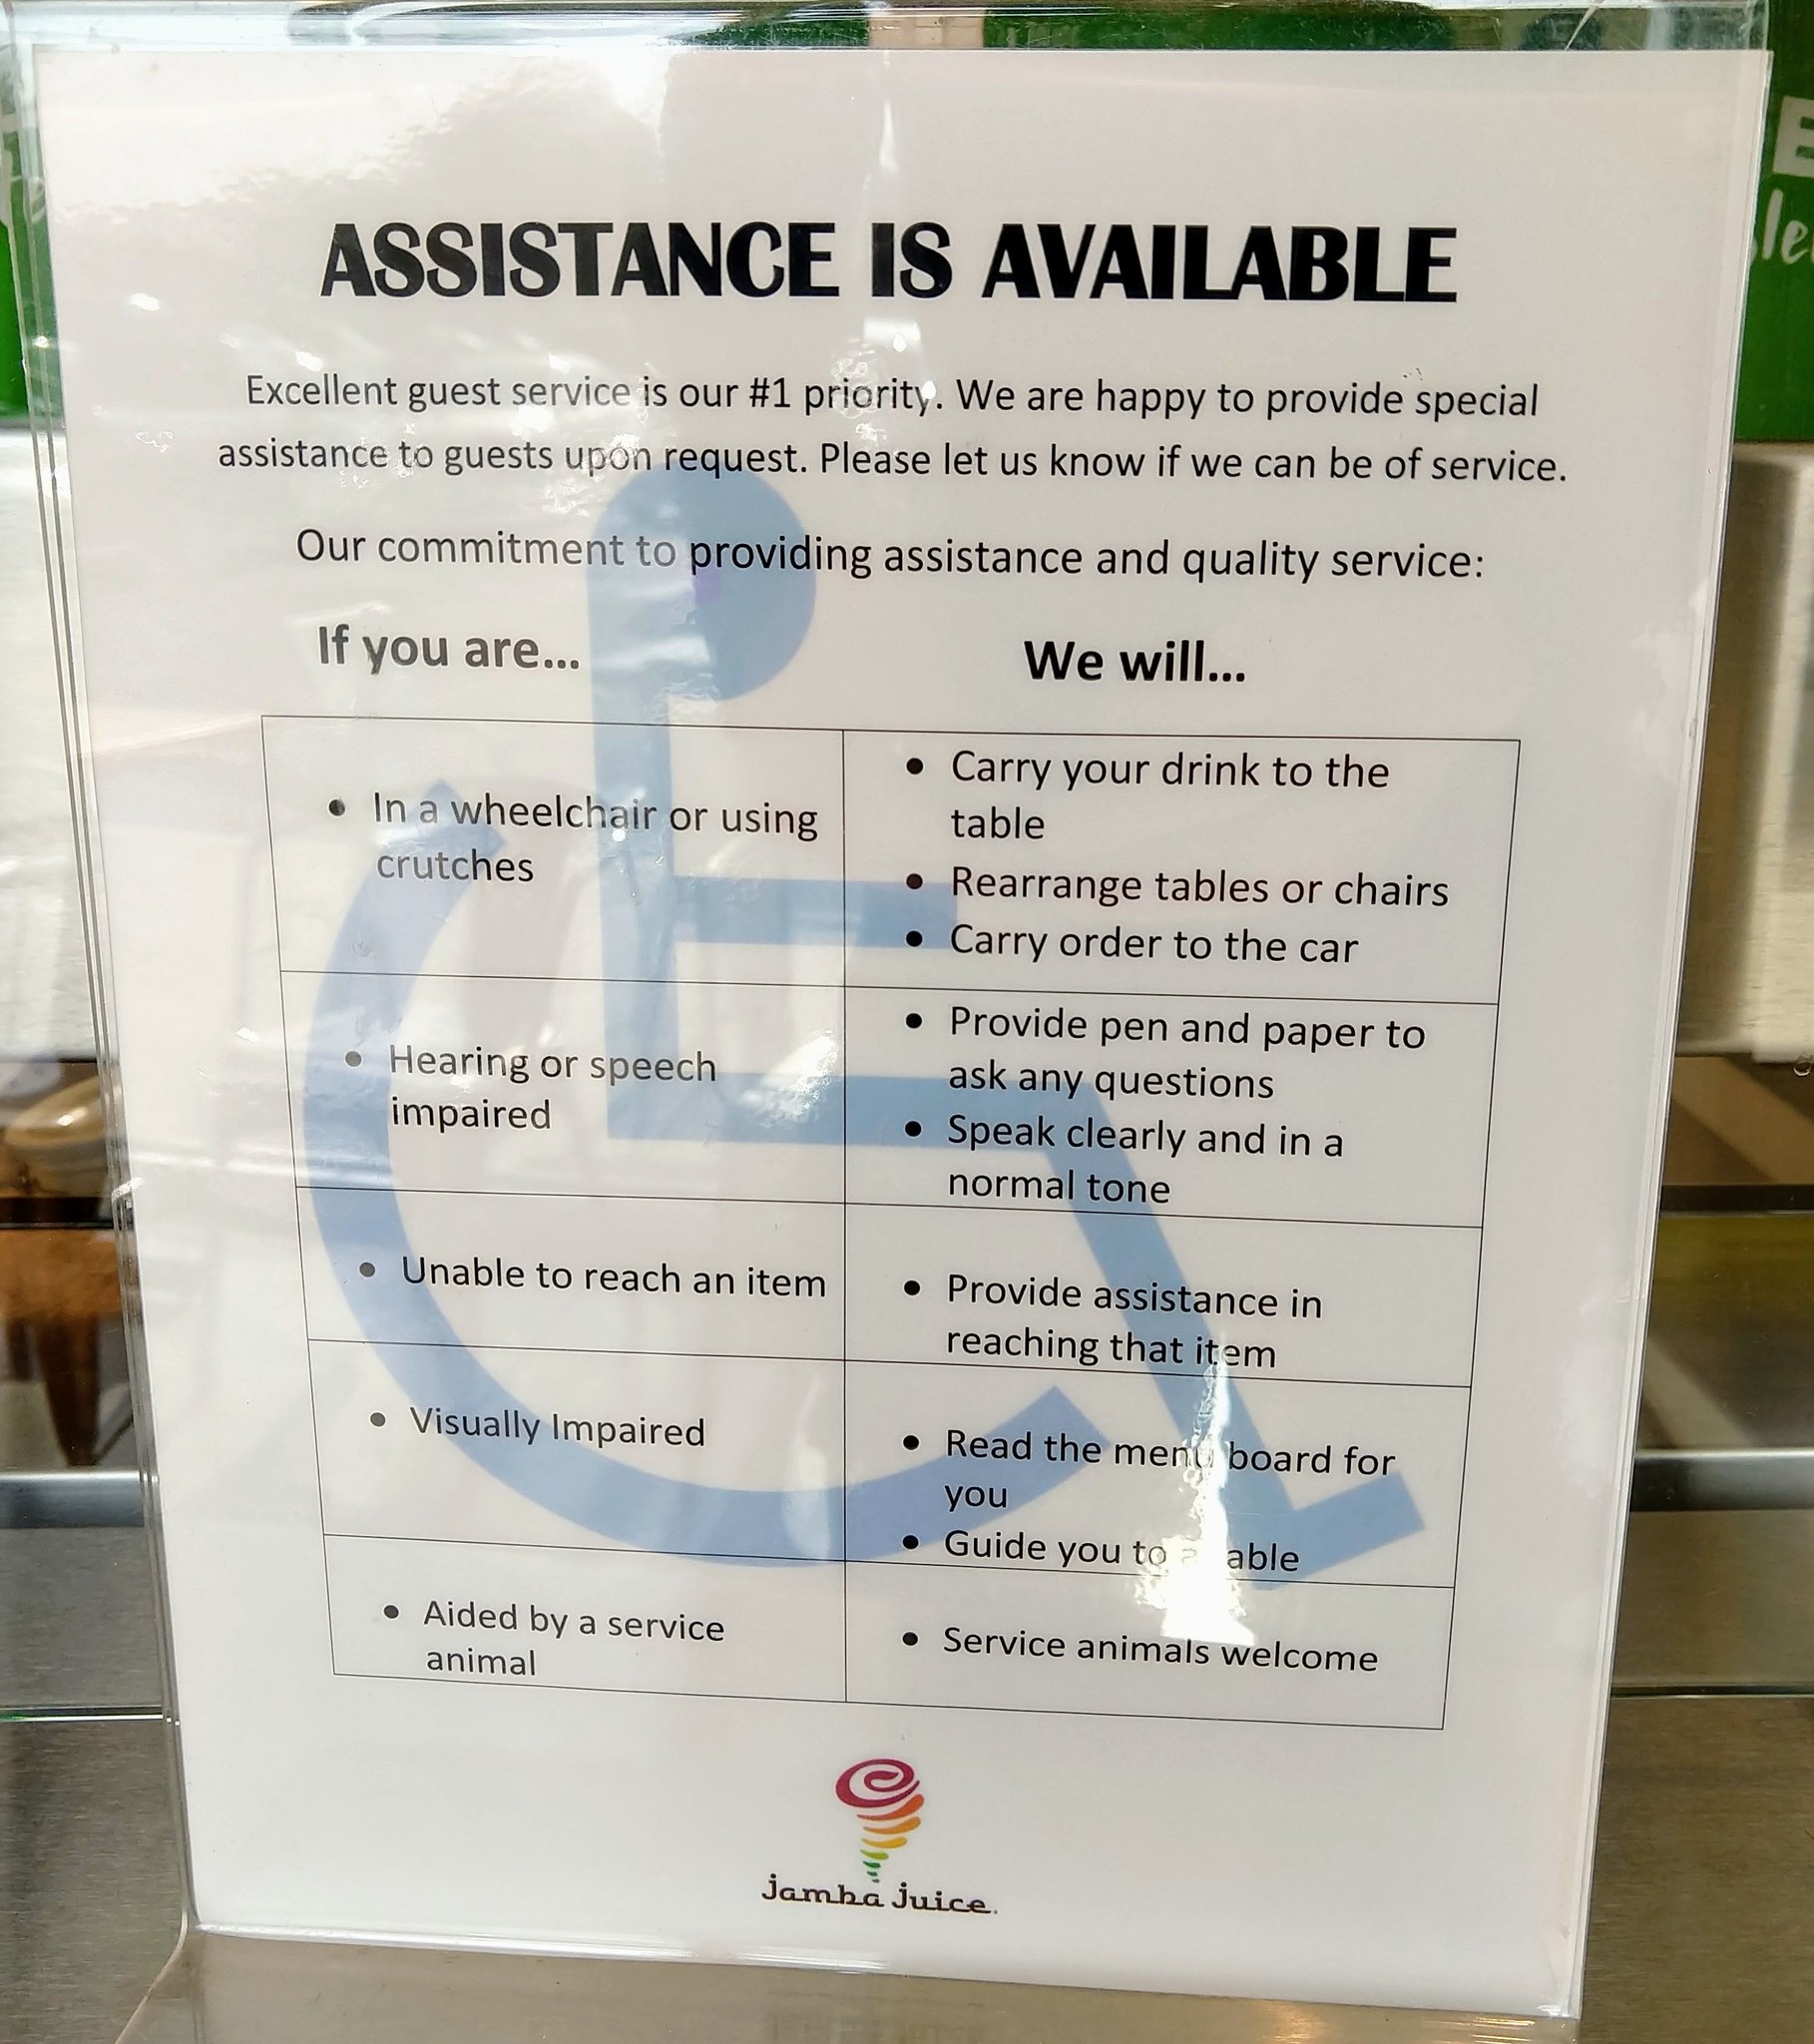 ASSISTANCE IS AVAILABLE
Excellent guest service is our #1 priority. We are happy to provide special
assistance to guests upon request. Please let us know if we can be of service.
Our commitment to providing assistance and quality service:
If you are...
We will...
• In a wheelchair or using
crutches
• Carry your drink to the
table
• Rearrange tables or chairs
• Carry order to the car
• Hearing or speech
impaired
• Provide pen and paper to
ask any questions
• Speak clearly and in a
normal tone
• Unable to reach an item
• Provide assistance in
reaching that item
• Visually Impaired
• Read the menu board for
you
• Guide you to a table
• Aided by a service
animal
• Service animals welcome
jamba juice.